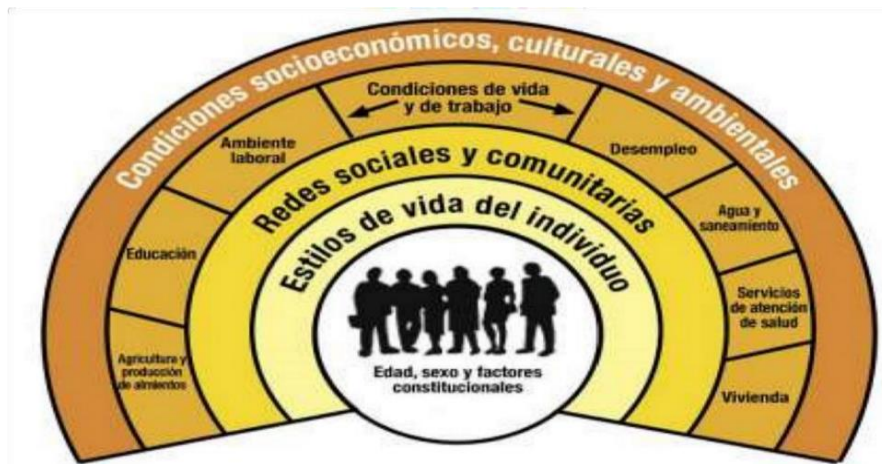 Condiciones socioeconómicos, culturales y ambientales
Condiciones de vida
y de trabajo
Ambiente
laboral
Desempleo
Educación
Agua y
saneamiento
Agricultura y
producción
de almientos
Servicios
de atención
de salud
Vivienda
Redes sociales y comunitarias
Estilos de vida del individuo
Edad, sexo y factores
constitucionales